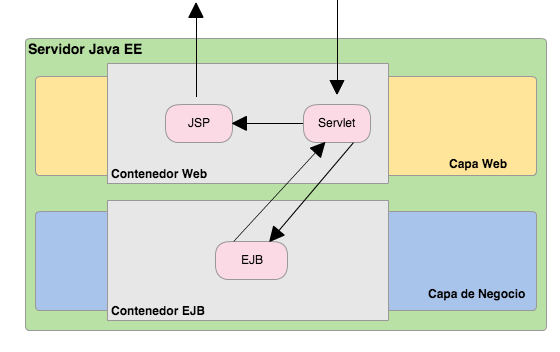 Servidor Java EE
JSP
Servlet
Contenedor Web
Capa Web
EJB
Capa de Negocio
Contenedor EJB